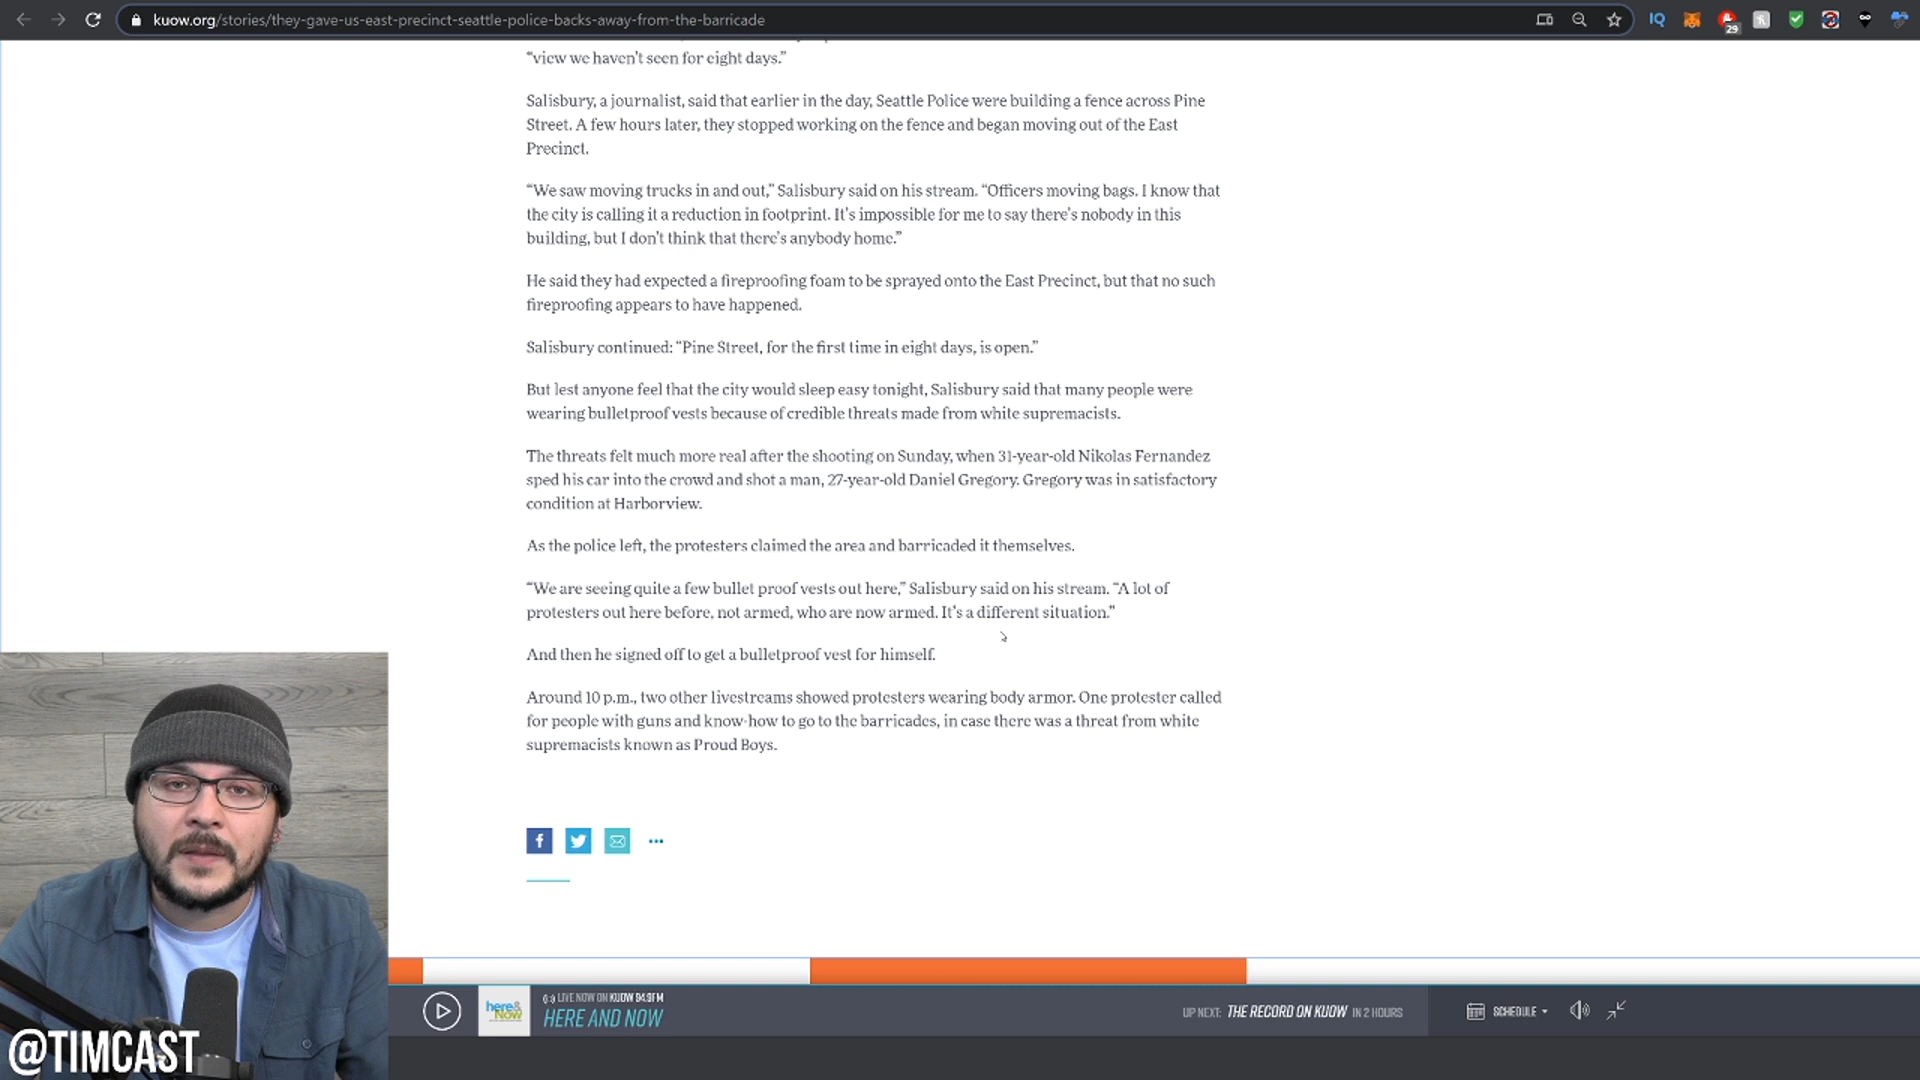 kuow.org/stories/they-gave-us-east-precinct-seattle-police-backs-away-from-the-barricade
29
“view we haven’t seen for eight days.”
Salisbury, a journalist, said that earlier in the day, Seattle Police were building a fence across Pine
Street. A few hours later, they stopped working on the fence and began moving out of the East
Precinct.
“We saw moving trucks in and out,” Salisbury said on his stream. “Officers moving bags. I know that
the city is calling it a reduction in footprint. It’s impossible for me to say there’s nobody in this
building, but I don’t think that there’s anybody home.”
He said they had expected a fireproofing foam to be sprayed onto the East Precinct, but that no such
fireproofing appears to have happened.
Salisbury continued: “Pine Street, for the first time in eight days, is open.”
But lest anyone feel that the city would sleep easy tonight, Salisbury said that many people were
wearing bulletproof vests because of credible threats made from white supremacists.
The threats felt much more real after the shooting on Sunday, when 31-year-old Nikolas Fernandez
sped his car into the crowd and shot a man, 27-year-old Daniel Gregory. Gregory was in satisfactory
condition at Harborview.
As the police left, the protesters claimed the area and barricaded it themselves.
“We are seeing quite a few bullet proof vests out here,” Salisbury said on his stream. “A lot of
protesters out here before, not armed, who are now armed. It’s a different situation.”
And then he signed off to get a bulletproof vest for himself.
Around 10 p.m., two other livestreams showed protesters wearing body armor. One protester called
for people with guns and know-how to go to the barricades, in case there was a threat from white
supremacists known as Proud Boys.
here&
Now
LIVE NOW ON KUOW 94.9FM
HERE AND NOW
UP NEXT: THE RECORD ON KUOW IN 2 HOURS
SCHEDULE
@TIMCAST